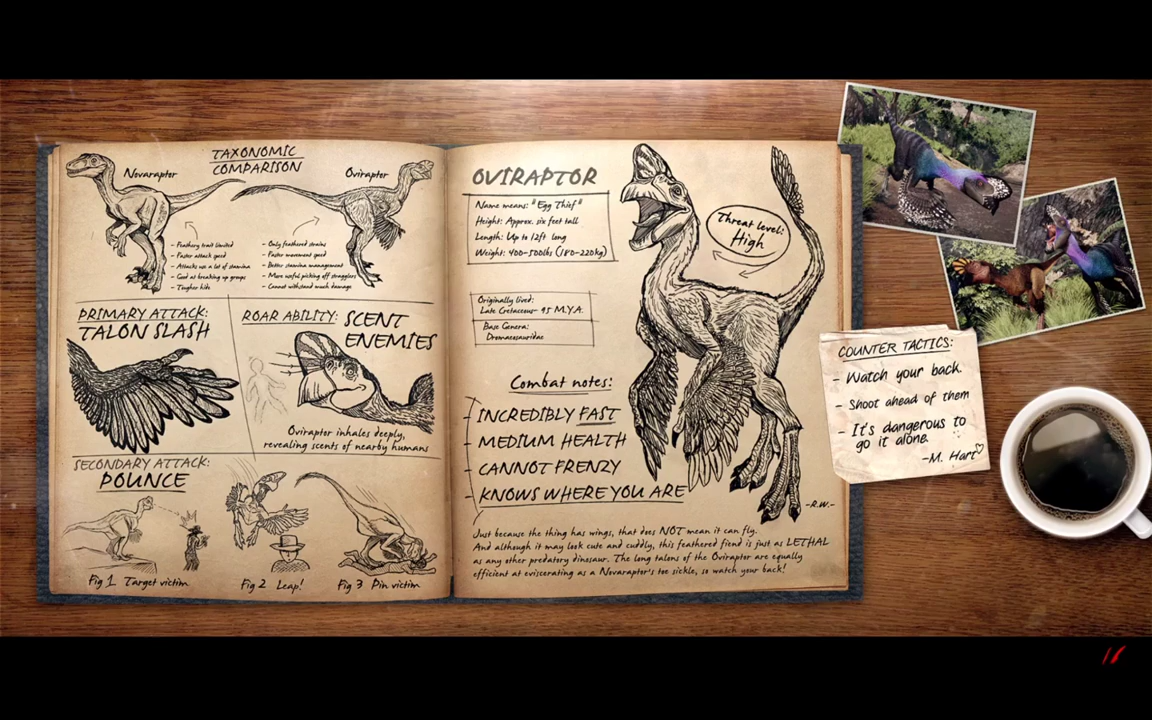 TAXONOMIC
COMPARISON
Novaraptor
Oviraptor
- Feathery trait limited
- Faster attack speed
- Attacks use a lot of stamina
- Good at breaking up groups
- Tougher hide
- Only feathered strains
- Faster movement speed
- Better stamina management
- More useful picking off stragglers
- Cannot withstand much damage
PRIMARY ATTACK:
TALON SLASH
ROAR ABILITY: SCENT
ENEMIES
Oviraptor inhales deeply,
revealing scents of nearby humans
SECONDARY ATTACK:
POUNCE
Fig 1 Target victim
Fig 2 Leap!
Fig 3 Pin victim
OVIRAPTOR
Name means: "Egg Thief"
Height: Approx. six feet tall
Length: Up to 12ft long
Weight: 400-500lbs (180-220kg)
Threat level:
High
Originally lived:
Late Cretaceous- 95 M.Y.A.
Base Genera:
Dromaeosauridae
Combat notes:
- INCREDIBLY FAST
- MEDIUM HEALTH
- CANNOT FRENZY
- KNOWS WHERE YOU ARE
-R.W.-
Just because the thing has wings, that does NOT mean it can fly.
And although it may look cute and cuddly, this feathered fiend is just as LETHAL
as any other predatory dinosaur. The long talons of the Oviraptor are equally
efficient at eviscerating as a Novaraptor's toe sickle, so watch your back!
COUNTER TACTICS:
- Watch your back.
- Shoot ahead of them
- It's dangerous to
go it alone.
-M. Hart